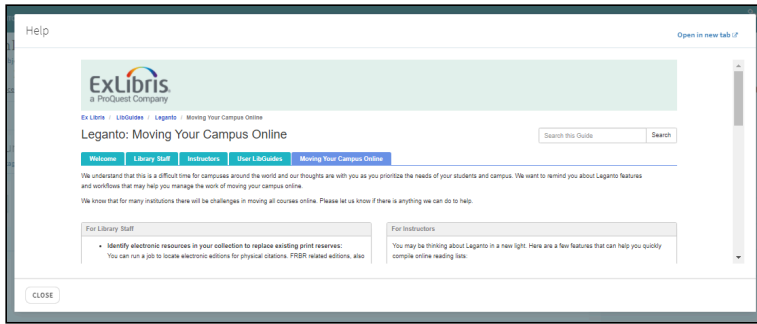 Help
Open in new tab
ExLibris
a ProQuest Company
Ex Libris / LibGuides / Leganto / Moving Your Campus Online
Leganto: Moving Your Campus Online
Search this Guide Search
Welcome Library Staff Instructors User LibGuides Moving Your Campus Online
We understand that this is a difficult time for campuses around the world and our thoughts are with you as you prioritize the needs of your students and campus. We want to remind you about Leganto features
and workflows that may help you manage the work of moving your campus online.
We know that for many institutions there will be challenges in moving all courses online. Please let us know if there is anything we can do to help.
For Library Staff
• Identify electronic resources in your collection to replace existing print reserves:
You can run a job to locate electronic editions for physical citations. FRBR related editions, also
For Instructors
You may be thinking about Leganto in a new light. Here are a few features that can help you quickly
compile online reading lists:
CLOSE